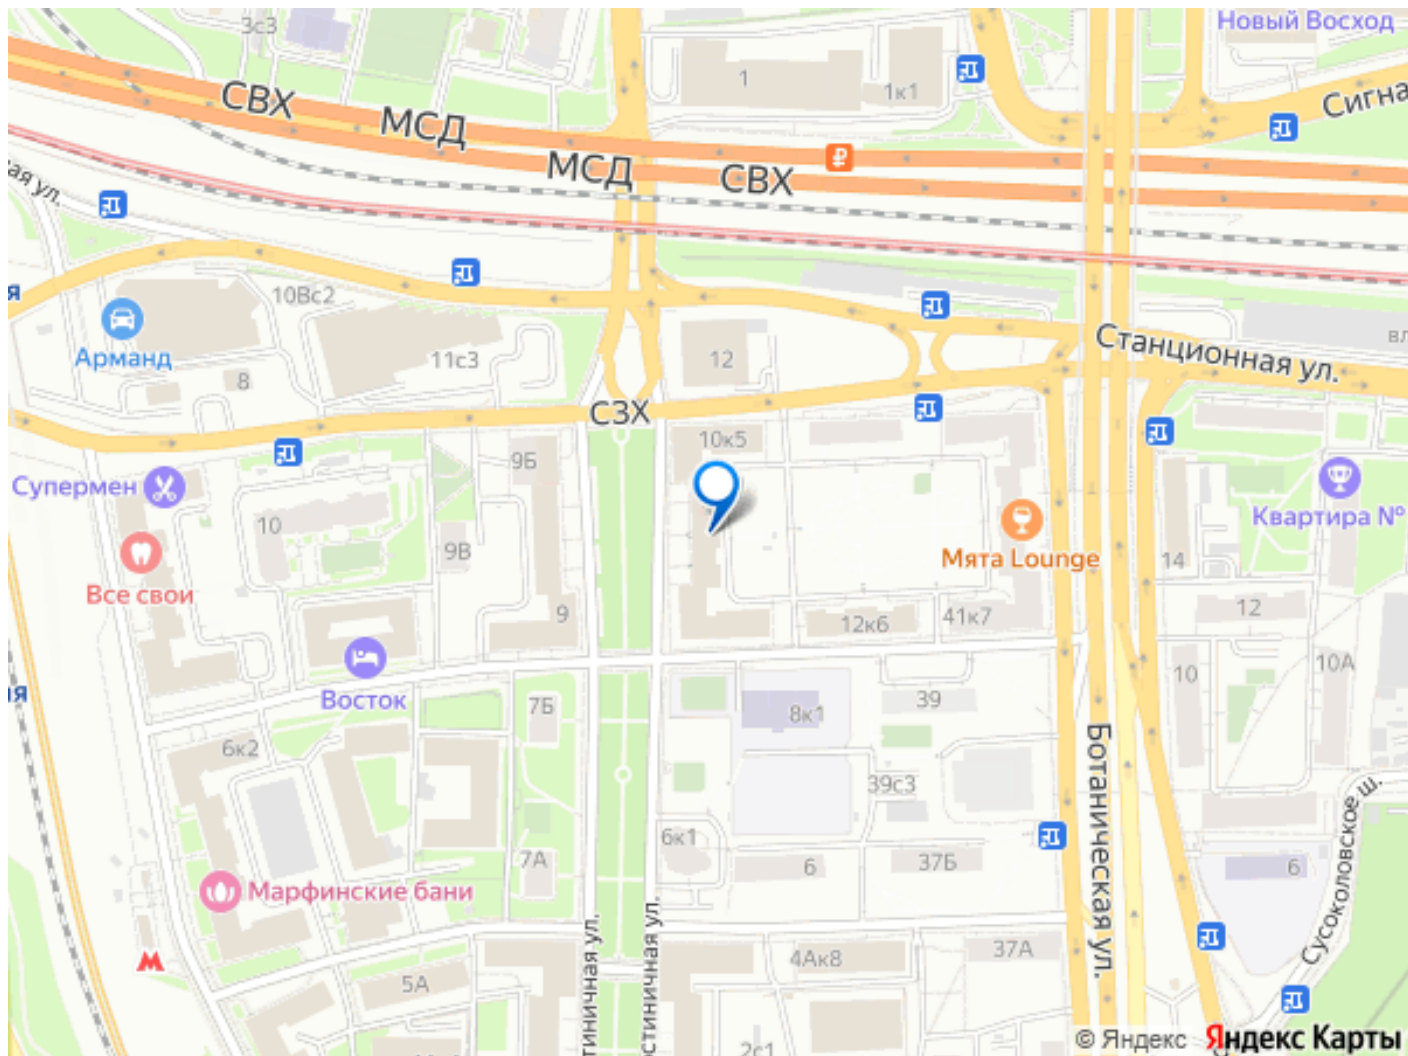 Новый Восход
3с3
1
1к1
СВХ
МСД
Сигна
МСД
СВХ
ая ул.
я
10Вс2
Арманд
11с3
8
12
Станционная ул.
вл
СЗХ
10к5
9Б
Супермен
10
9В
Все свои
9
Мята Lounge
Квартира №
14
12
12к6
41к7
10А
10
Восток
ая
7Б
8к1
39
6к2
39с3
Ботаническая ул.
Сусоколовское ш.
6к1
7А
6
37Б
6
Марфинские бани
тиничная ул.
остиничная ул.
4Ак8
37А
5А
2с1
© Яндекс
Яндекс Карты